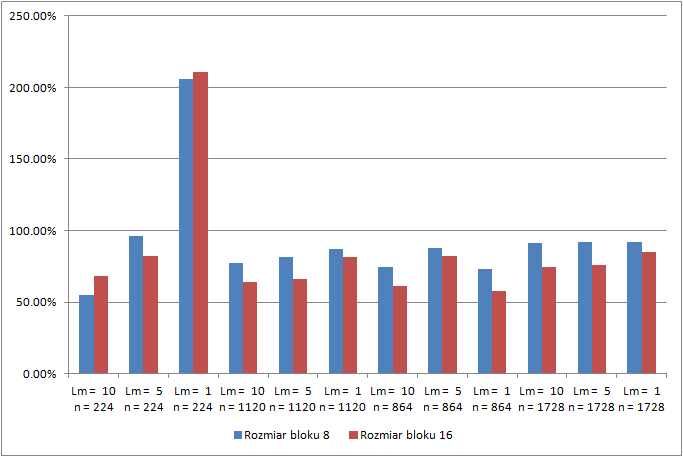 250.00%
200.00%
150.00%
100.00%
50.00%
0.00%
Lm = 10 Lm = 5 Lm = 1 Lm = 10 Lm = 5 Lm = 1 Lm = 10 Lm = 5 Lm = 1 Lm = 10 Lm = 5 Lm = 1
n = 224 n = 224 n = 224 n = 1120 n = 1120 n = 1120 n = 864 n = 864 n = 864 n = 1728 n = 1728 n = 1728
Rozmiar bloku 8 Rozmiar bloku 16